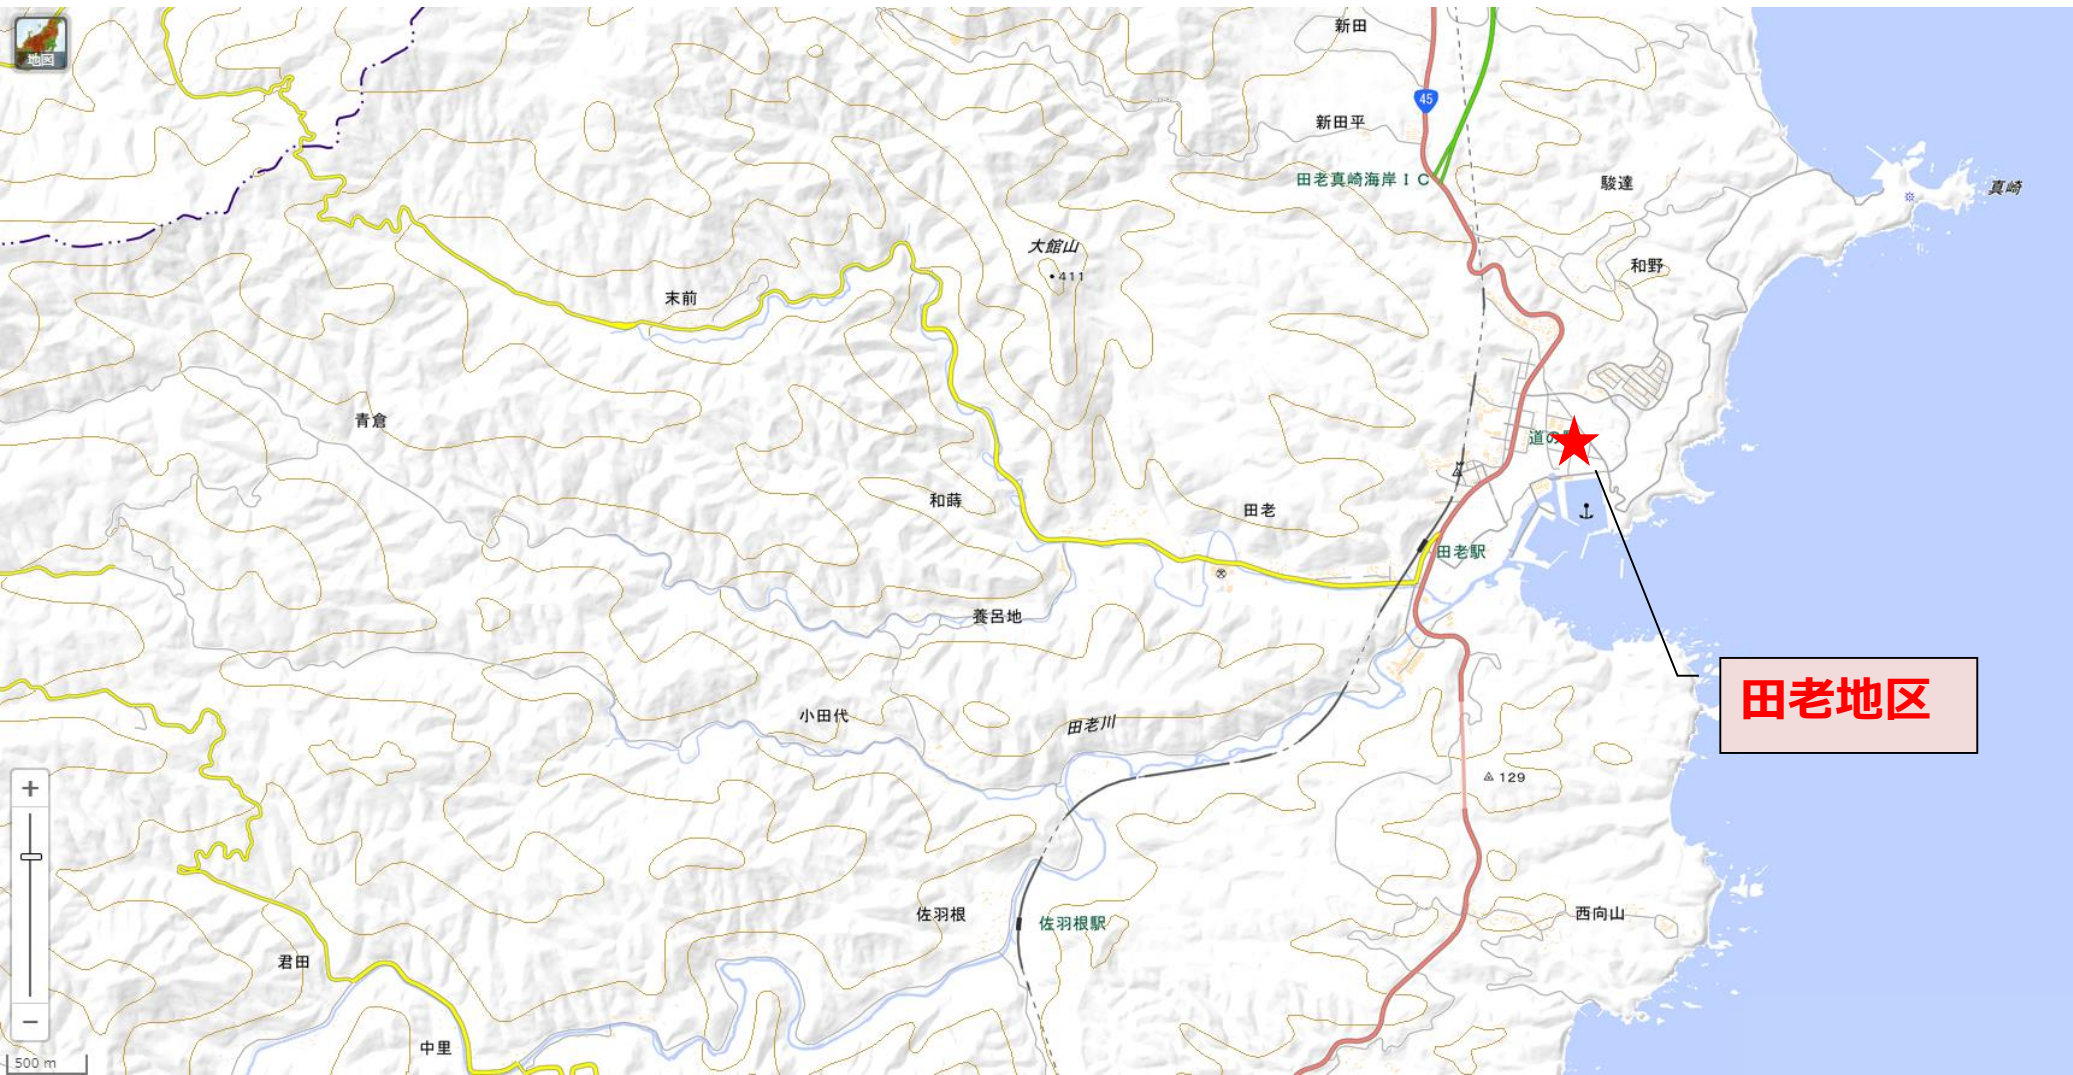 地図
新田
45
新田平
田老真崎海岸IC
駿達
真崎
大館山
411
和野
末前
青倉
道の
和蒔
田老
田老駅
養呂地
田老地区
小田代
田老川
129
佐羽根
佐羽根駅
西向山
君田
中里
+
−
500 m